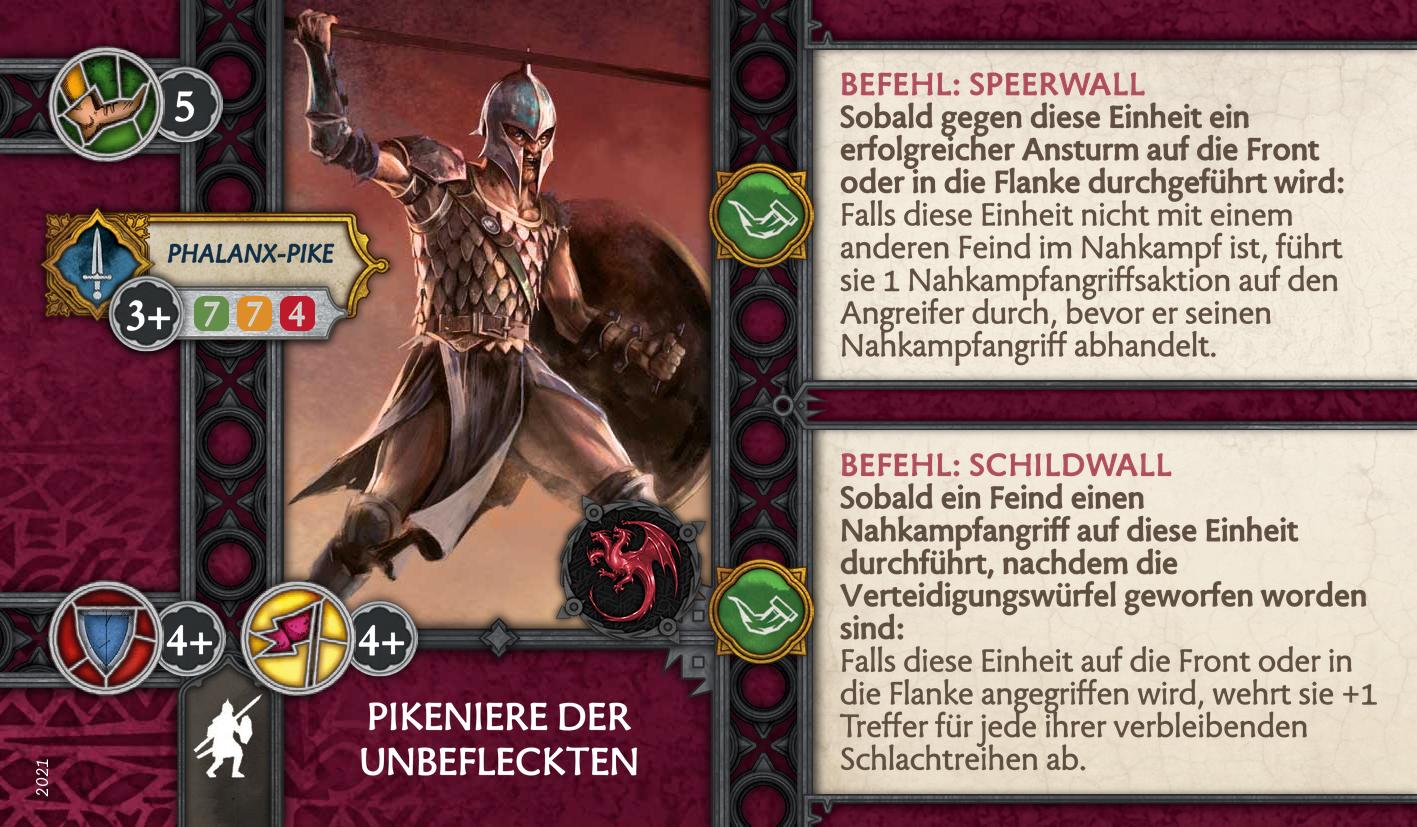 5
PHALANX-PIKE
3+ 7 7 4
4+ 4+
PIKENIERE DER
UNBEFLECKTEN
2021
BEFEHL: SPEERWALL
Sobald gegen diese Einheit ein
erfolgreicher Ansturm auf die Front
oder in die Flanke durchgeführt wird:
Falls diese Einheit nicht mit einem
anderen Feind im Nahkampf ist, führt
sie 1 Nahkampfangriffsaktion auf den
Angreifer durch, bevor er seinen
Nahkampfangriff abhandelt.
BEFEHL: SCHILDWALL
Sobald ein Feind einen
Nahkampfangriff auf diese Einheit
durchführt, nachdem die
Verteidigungswürfel geworfen worden
sind:
Falls diese Einheit auf die Front oder in
die Flanke angegriffen wird, wehrt sie +1
Treffer für jede ihrer verbleibenden
Schlachtreihen ab.